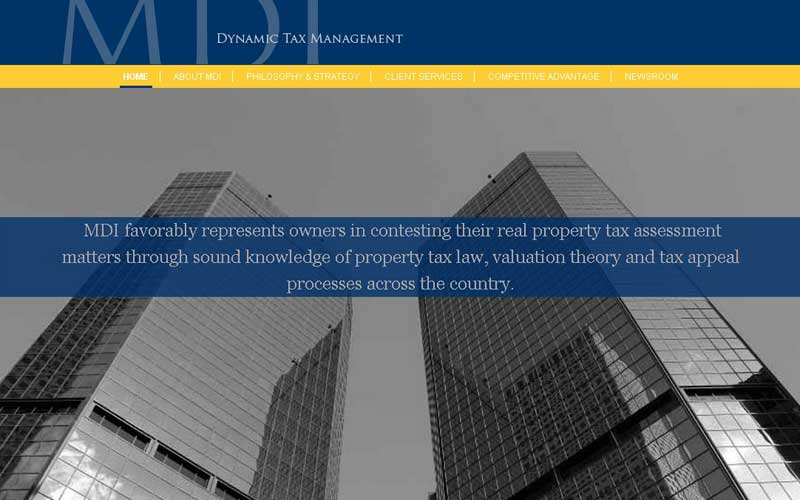 MDI
DYNAMIC TAX MANAGEMENT
HOME | ABOUT MDI | PHILOSOPHY & STRATEGY | CLIENT SERVICES | COMPETITIVE ADVANTAGE | NEWSROOM
MDI favorably represents owners in contesting their real property tax assessment
matters through sound knowledge of property tax law, valuation theory and tax appeal
processes across the country.